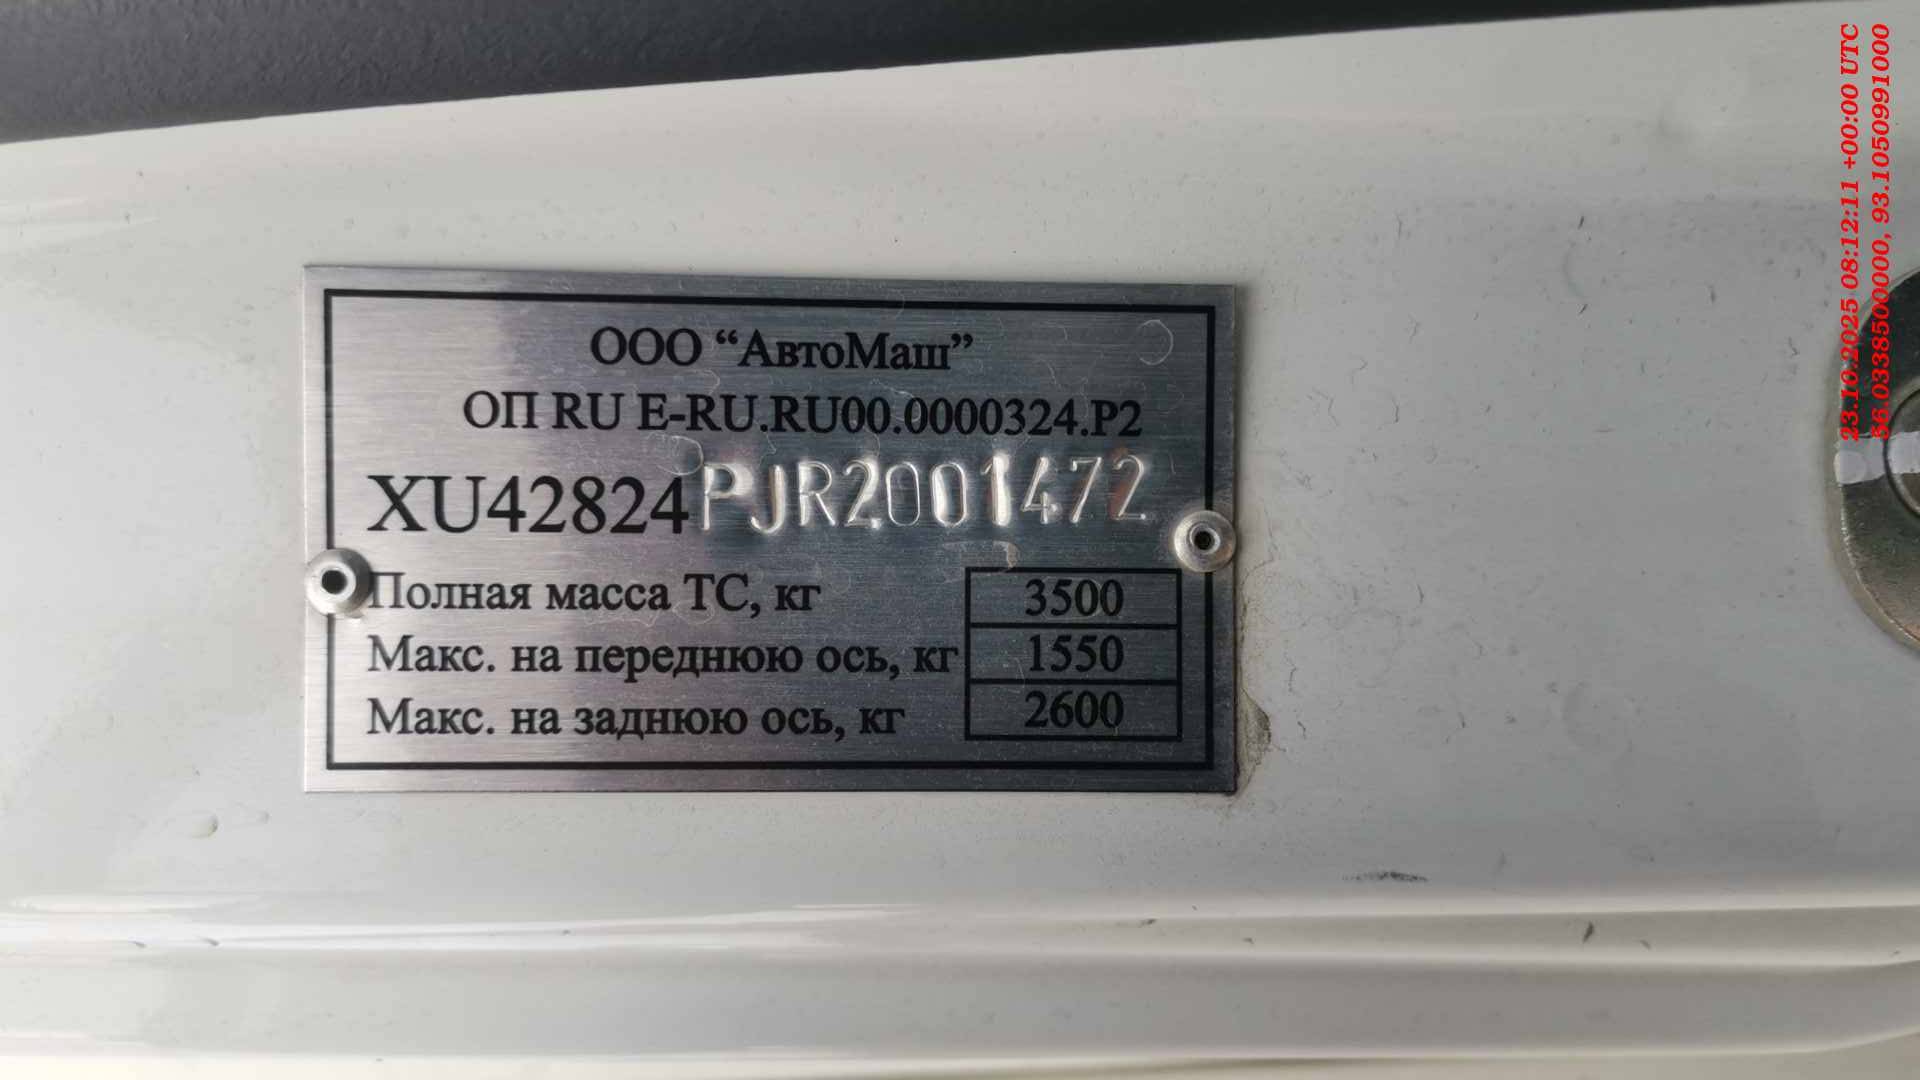 ООО “АвтоМаш”
ОП RU E-RU.RU00.0000324.P2
XU42824PJR2001472
Полная масса ТС, кг 3500
Макс. на переднюю ось, кг 1550
Макс. на заднюю ось, кг 2600
23.10.2025 08:12:11 +00:00 UTC
56.0338850000000, 93.1050991000